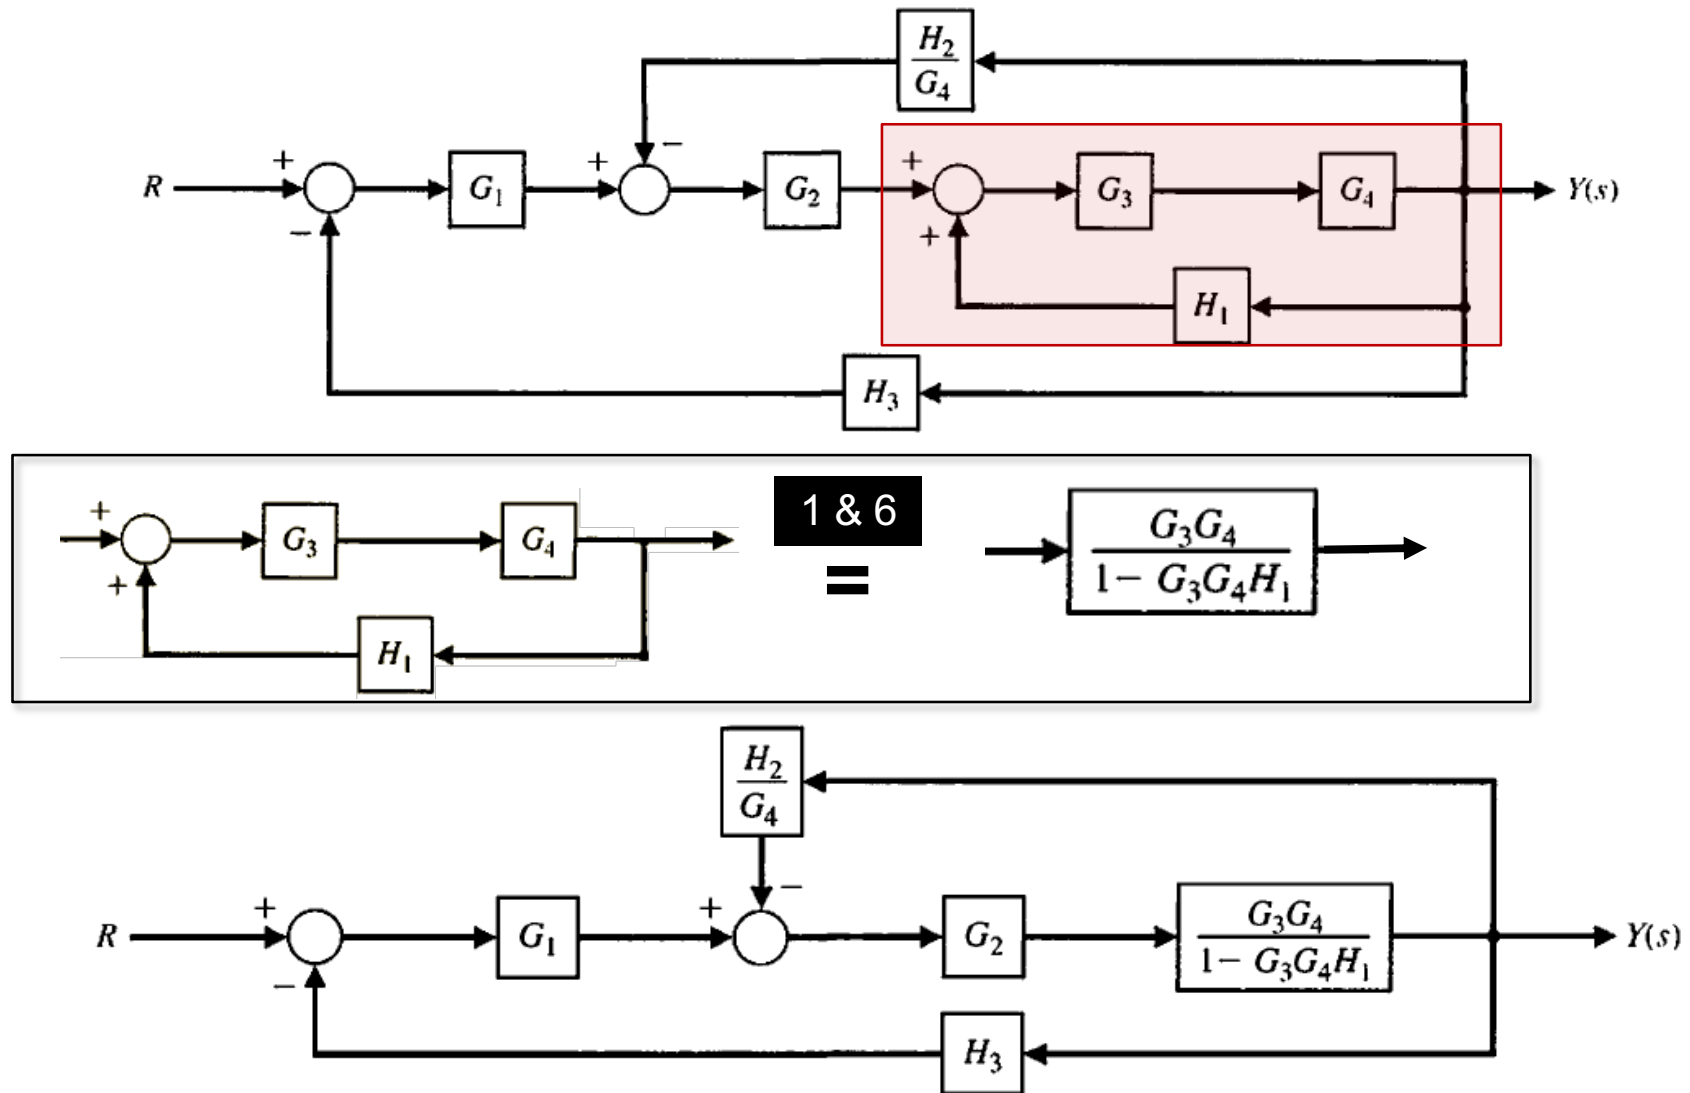 H₂
G₄
+ − + +
R G₁ G₂ G₃ G₄ Y(s)
− +
H₁
H₃
1 & 6
+ G₃ G₄ = G₃G₄
1− G₃G₄H₁
+
H₁
H₂
G₄
−
+ +
R G₁ G₂ G₃G₄ Y(s)
1− G₃G₄H₁
−
H₃